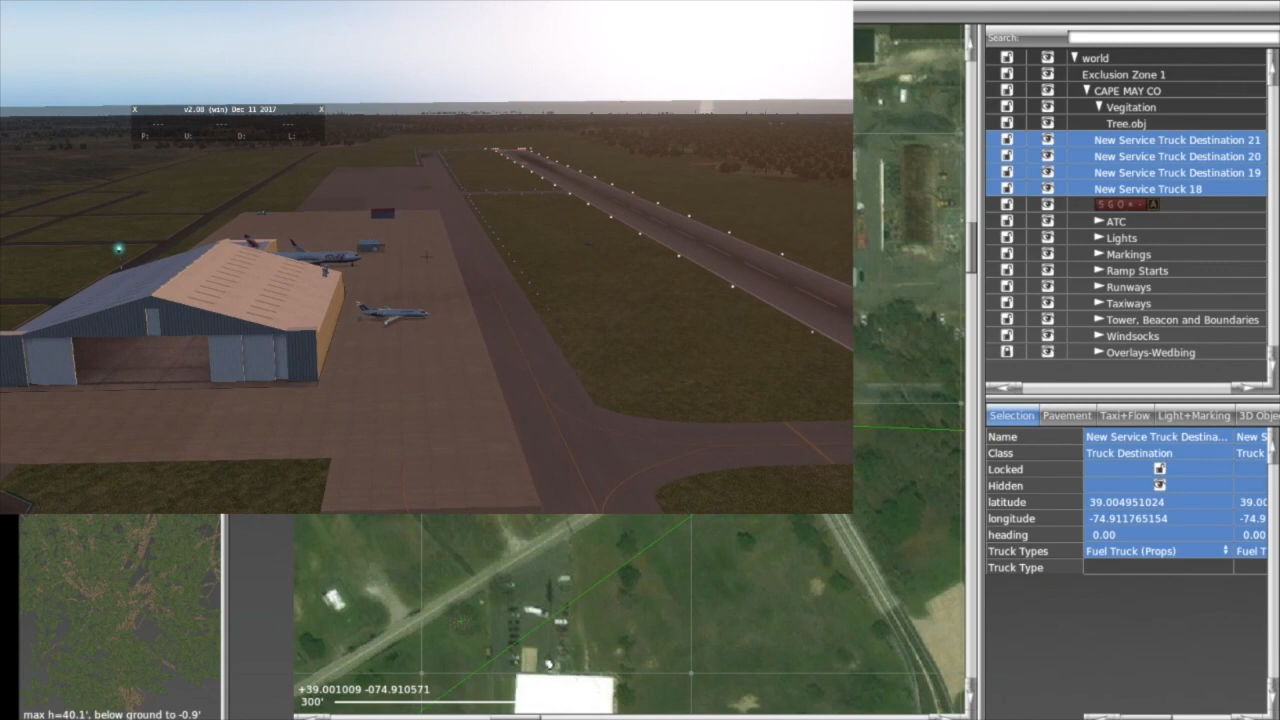 Search:
world
Exclusion Zone 1
CAPE MAY CO
Vegitation
Tree.obj
New Service Truck Destination 21
New Service Truck Destination 20
New Service Truck Destination 19
New Service Truck 18
ATC
Lights
Markings
Ramp Starts
Runways
Taxiways
Tower, Beacon and Boundaries
Windsocks
Overlays-Wedbing
X v2.08 (win) Dec 11 2017 X
--- --- --- ---
P: U: D: L:
Selection Pavement Taxi+Flow Light+Marking 3D Obje
Name New Service Truck Destina... New S
Class Truck Destination Truck
Locked
Hidden
latitude 39.004951024 39.00
longitude -74.911765154 -74.9
heading 0.00 0.00
Truck Types Fuel Truck (Props) Fuel T
Truck Type
+39.001009 -074.910571
300'
max h=40.1', below ground to -0.9'